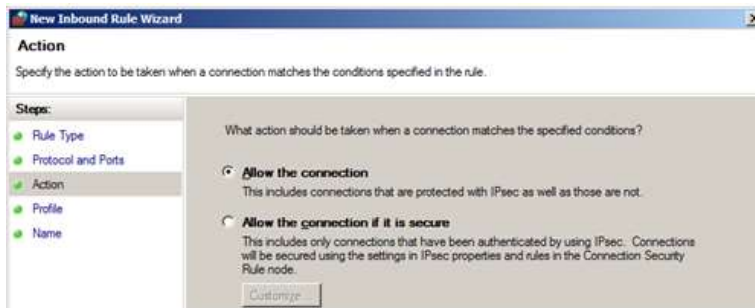 New Inbound Rule Wizard
Action
Specify the action to be taken when a connection matches the conditions specified in the rule.
Steps:
Rule Type
Protocol and Ports
Action
Profile
Name
What action should be taken when a connection matches the specified conditions?
Allow the connection
This includes connections that are protected with IPsec as well as those are not.
Allow the connection if it is secure
This includes only connections that have been authenticated by using IPsec. Connections
will be secured using the settings in IPsec properties and rules in the Connection Security
Rule node.
Customize...